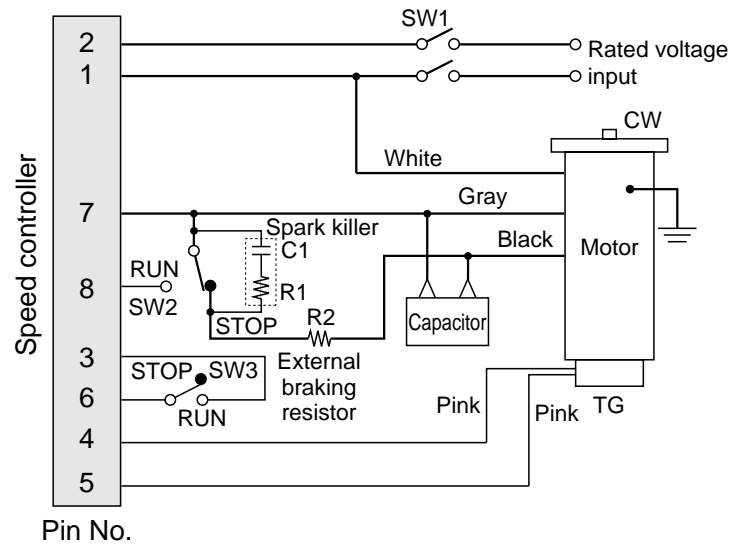 SW1
2
Rated voltage
1
input
CW
White
Speed controller
7
Gray
Spark killer
C1
Black
Motor
RUN
8
R1
SW2
STOP
R2
Capacitor
3
External
braking
resistor
STOP
SW3
6
RUN
Pink
Pink
TG
4
5
Pin No.